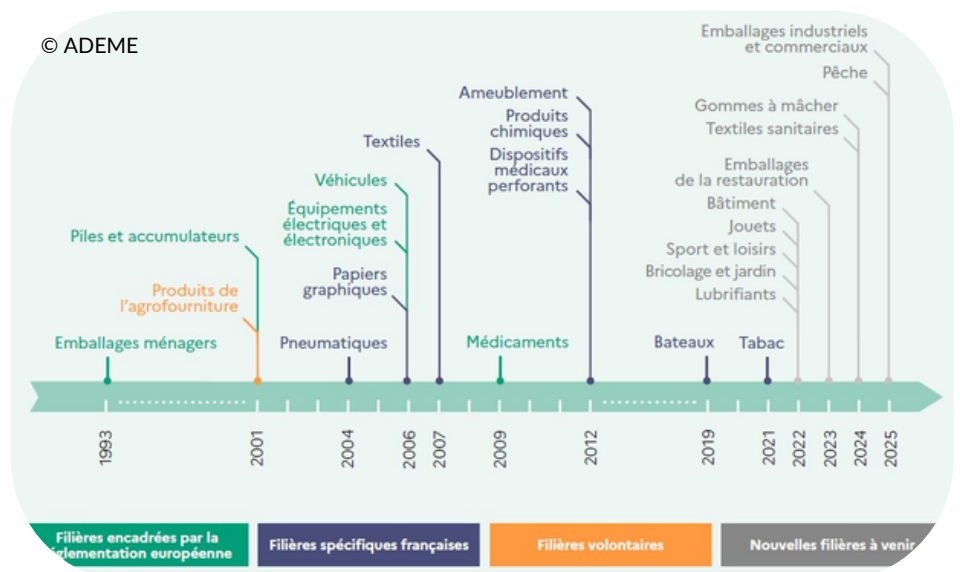 © ADEME
Emballages industriels
et commerciaux
Pêche
Ameublement
Gommes à mâcher
Produits
chimiques
Textiles sanitaires
Textiles
Dispositifs
médicaux
perforants
Emballages
de la restauration
Véhicules
Bâtiment
Équipements
électriques et
électroniques
Jouets
Piles et accumulateurs
Sport et loisirs
Papiers
graphiques
Bricolage et jardin
Produits de
l'agrofourniture
Lubrifiants
Emballages ménagers
Pneumatiques
Médicaments
Bateaux
Tabac
1993
2001
2004
2006
2007
2009
2012
2019
2021
2022
2023
2024
2025
Filières encadrées par la
églementation européenne
Filières spécifiques françaises
Filières volontaires
Nouvelles filières à venir